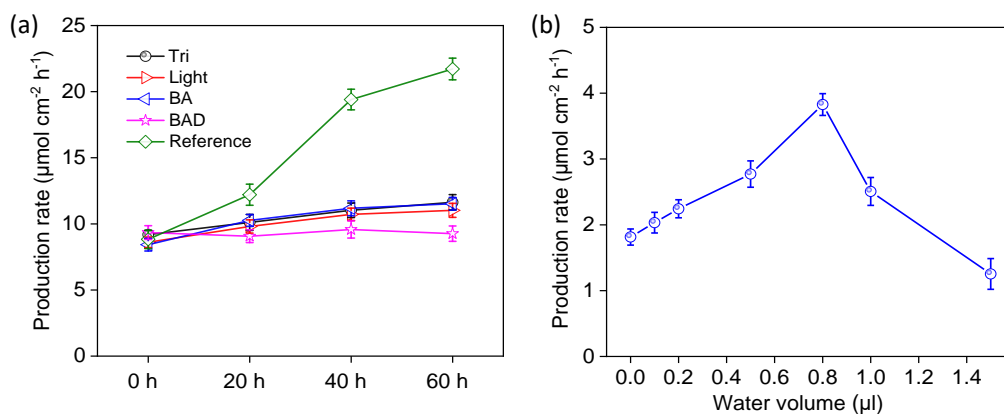 (a)
Production rate (µmol cm⁻² h⁻¹)
25
20
15
10
5
0
Tri
Light
BA
BAD
Reference
0 h 20 h 40 h 60 h
(b)
Production rate (µmol cm⁻² h⁻¹)
5
4
3
2
1
0
0.0 0.2 0.4 0.6 0.8 1.0 1.2 1.4
Water volume (µl)